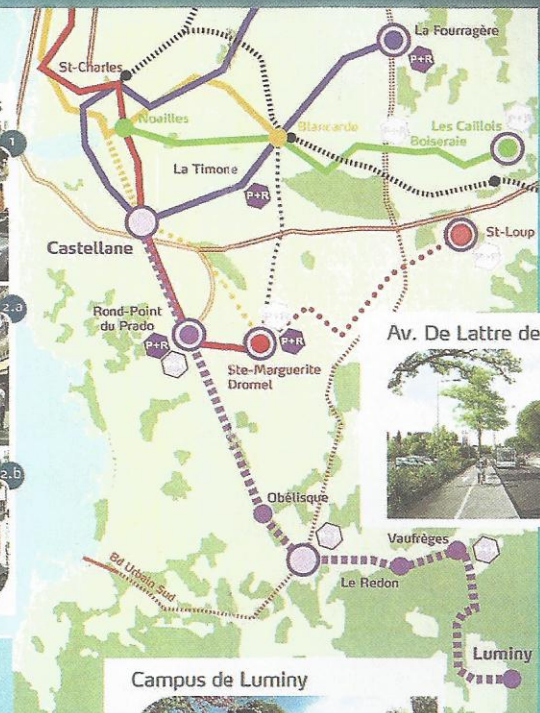 La Fourragère
P+R
St-Charles
1
Noailles
Blancarde
P+R
P+R
Les Caillols
Boiseraie
La Timone
P+R
St-Loup
Castellane
2.a
Rond-Point
du Prado
P+R
P+R
Ste-Marguerite
Dromel
Av. De Lattre de
2.b
Obélisque
Vaufrèges
Le Redon
Bd Urbain Sud
Luminy
Campus de Luminy